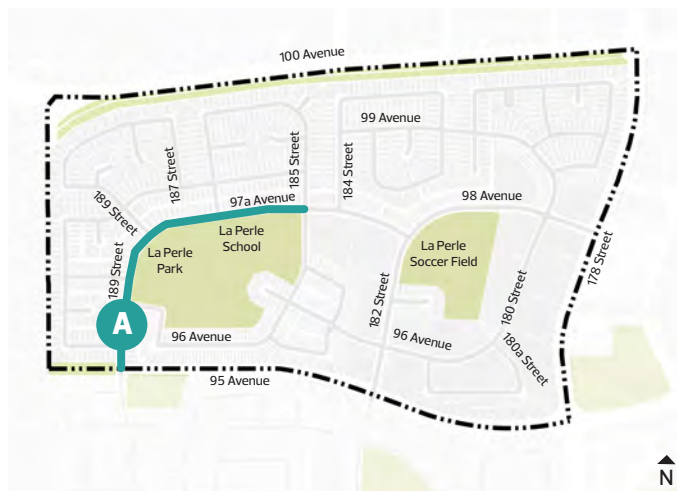 100 Avenue
99 Avenue
187 Street
185 Street
184 Street
189 Street
97a Avenue
98 Avenue
La Perle
School
La Perle
Park
La Perle
Soccer Field
189 Street
178 Street
182 Street
180 Street
A
96 Avenue
96 Avenue
180a Street
95 Avenue
N